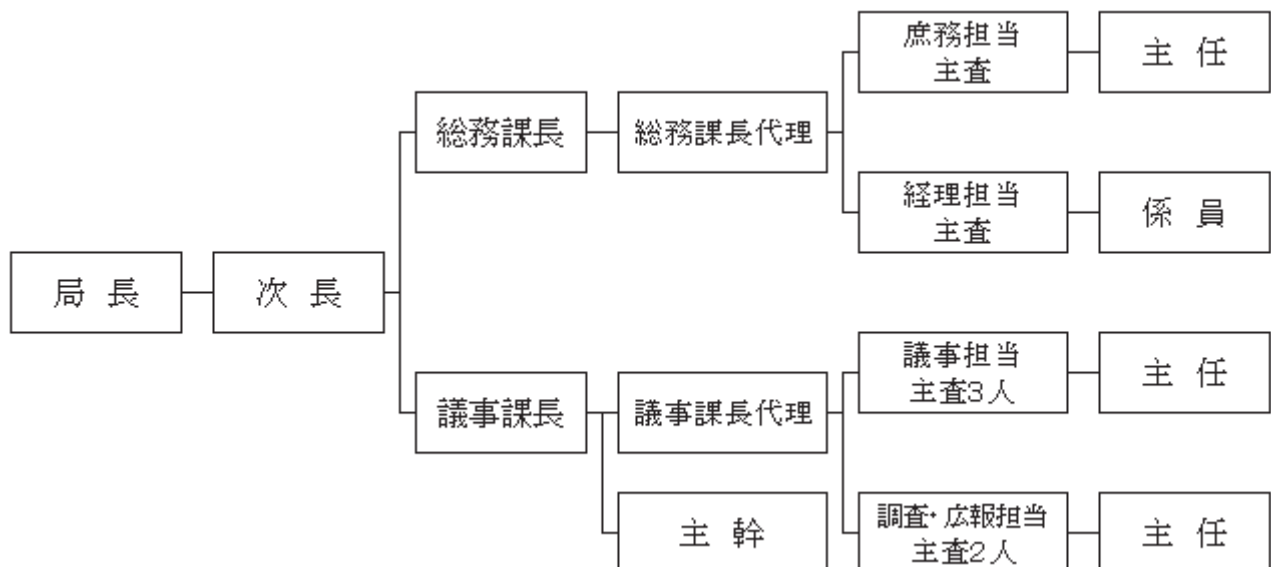 庶務担当
主査
主 任
総務課長
総務課長代理
経理担当
主査
係 員
局 長
次 長
議事担当
主査3人
主 任
議事課長
議事課長代理
主 幹
調査・広報担当
主査2人
主 任